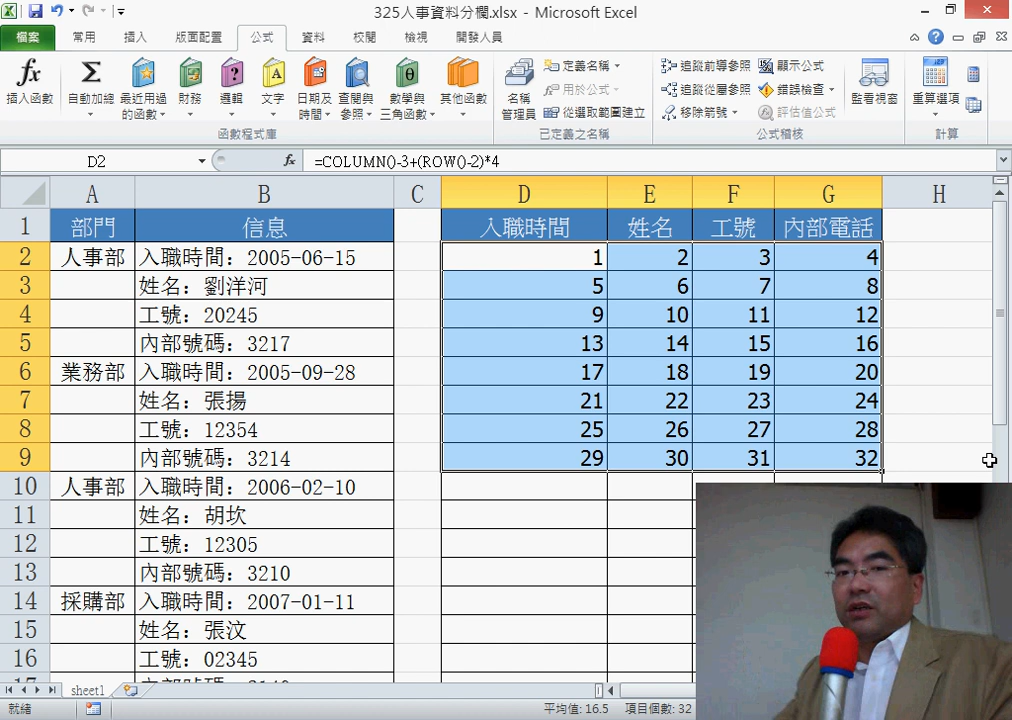 325人事資料分欄.xlsx - Microsoft Excel
檔案 常用 插入 版面配置 公式 資料 校閱 檢視 開發人員
fx Σ ? A θ
插入函數 自動加總 最近用過的函數 財務 邏輯 文字 日期及時間 查閱與參照 數學與三角函數 其他函數
名稱管理員 定義名稱 用於公式 從選取範圍建立
追蹤前導參照 追蹤從屬參照 移除箭號 顯示公式 錯誤檢查 評估值公式 監看視窗 重算選項
函數程式庫 已定義之名稱 公式稽核 計算
D2 fx =COLUMN()-3+(ROW()-2)*4
A B C D E F G H
1 部門 信息 入職時間 姓名 工號 內部電話
2 人事部 入職時間：2005-06-15 1 2 3 4
3 姓名：劉洋河 5 6 7 8
4 工號：20245 9 10 11 12
5 內部號碼：3217 13 14 15 16
6 業務部 入職時間：2005-09-28 17 18 19 20
7 姓名：張揚 21 22 23 24
8 工號：12354 25 26 27 28
9 內部號碼：3214 29 30 31 32
10 人事部 入職時間：2006-02-10
11 姓名：胡坎
12 工號：12305
13 內部號碼：3210
14 採購部 入職時間：2007-01-11
15 姓名：張汶
16 工號：02345
sheet1
就緒 平均值: 16.5 項目個數: 32